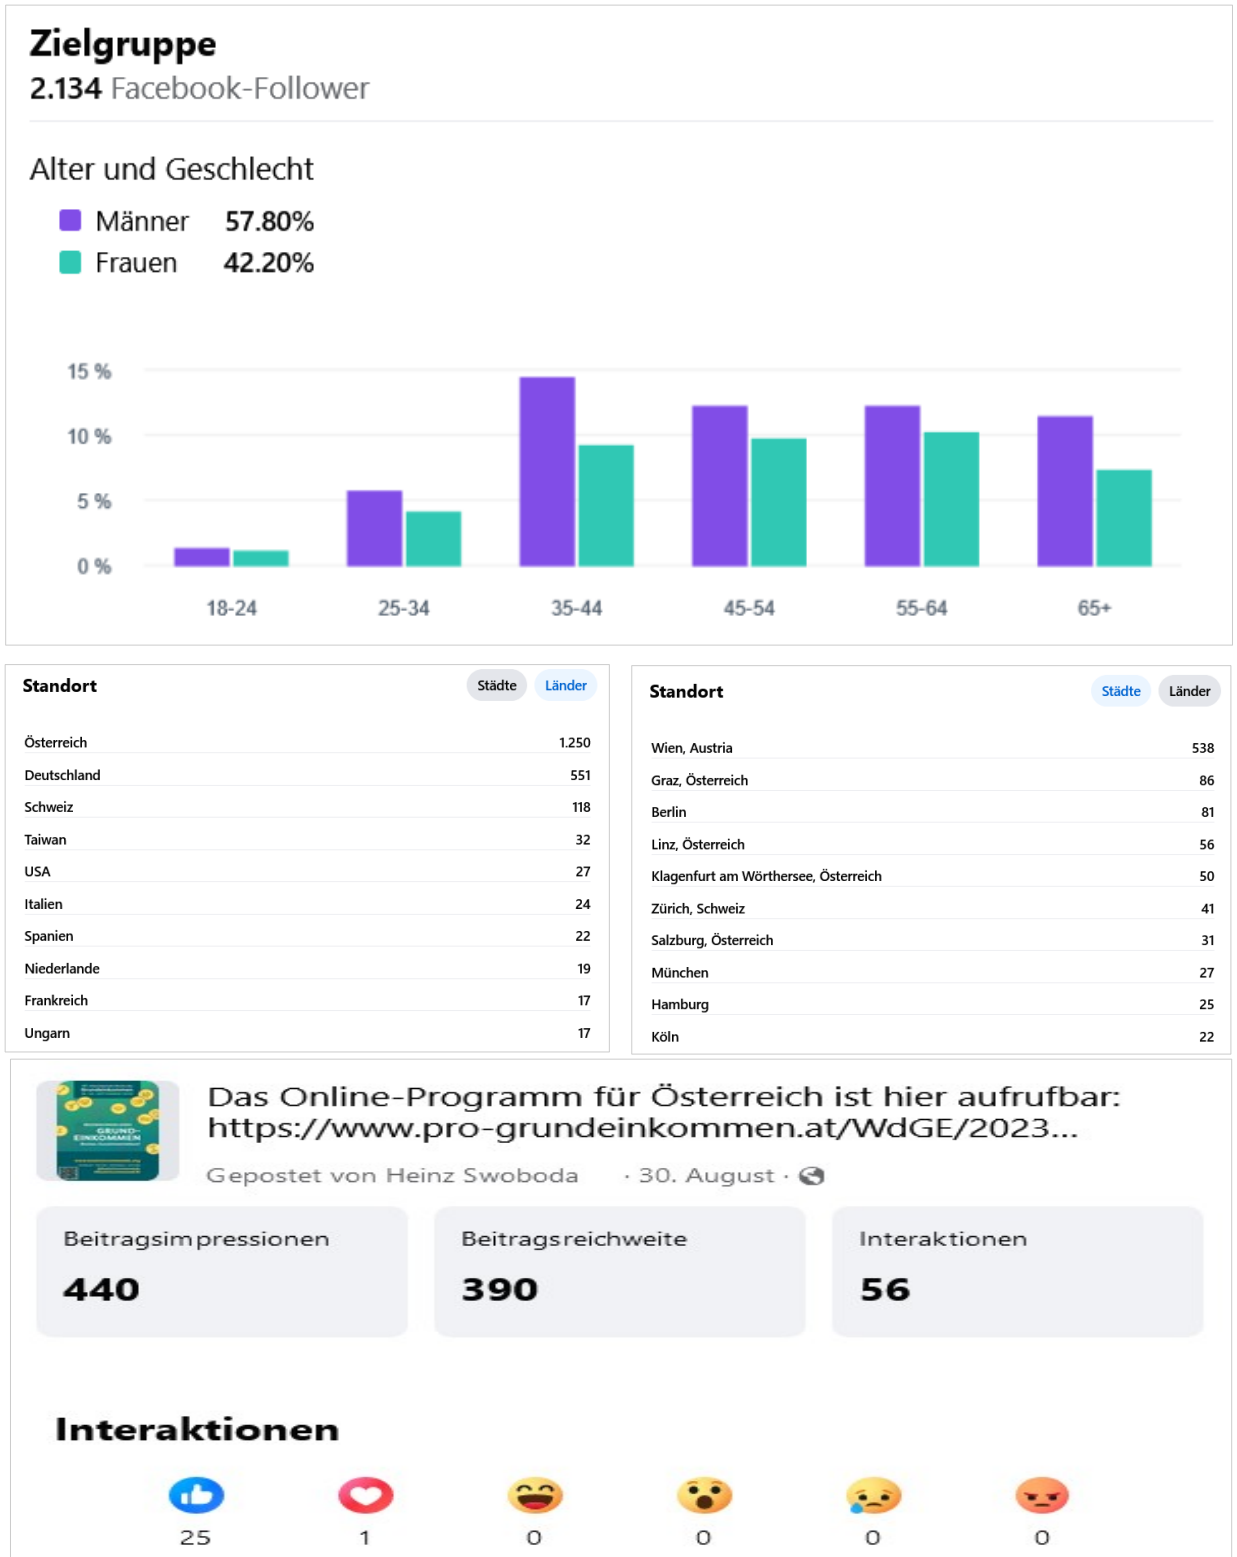 Zielgruppe
2.134 Facebook-Follower
Alter und Geschlecht
Männer 57.80%
Frauen 42.20%
15 %
10 %
5 %
0 %
18-24 25-34 35-44 45-54 55-64 65+
Standort Städte Länder
Österreich 1.250
Deutschland 551
Schweiz 118
Taiwan 32
USA 27
Italien 24
Spanien 22
Niederlande 19
Frankreich 17
Ungarn 17
Standort Städte Länder
Wien, Austria 538
Graz, Österreich 86
Berlin 81
Linz, Österreich 56
Klagenfurt am Wörthersee, Österreich 50
Zürich, Schweiz 41
Salzburg, Österreich 31
München 27
Hamburg 25
Köln 22
GRUND-
EINKOMMEN
Das Online-Programm für Österreich ist hier aufrufbar:
https://www.pro-grundeinkommen.at/WdGE/2023...
Gepostet von Heinz Swoboda · 30. August ·
Beitragsimpressionen Beitragsreichweite Interaktionen
440 390 56
Interaktionen
25 1 0 0 0 0